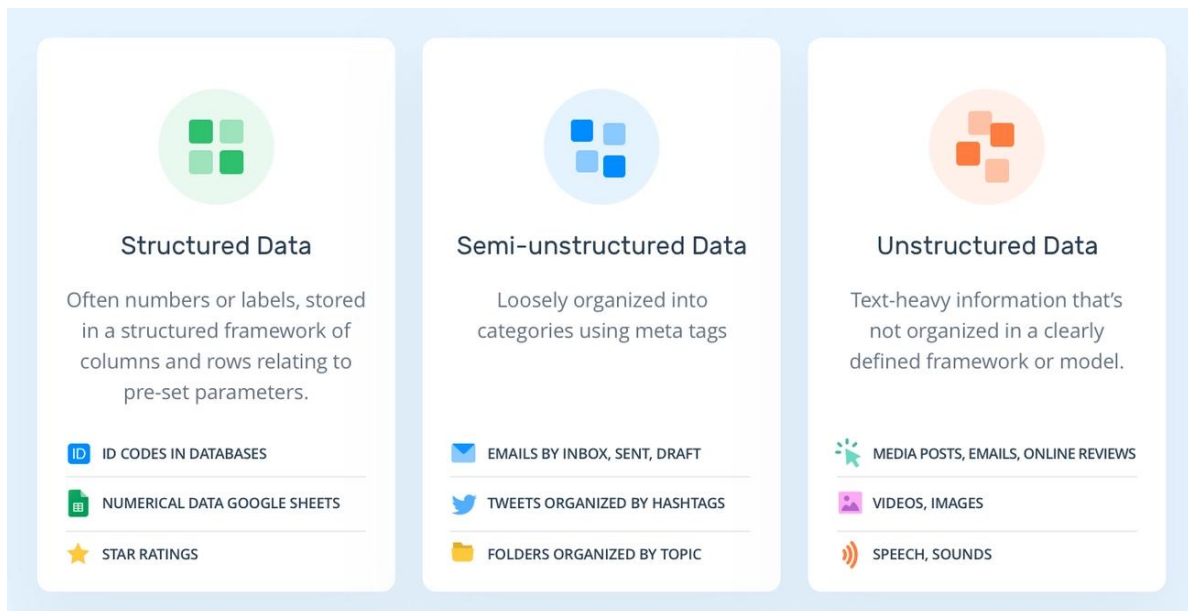 Structured Data
Often numbers or labels, stored
in a structured framework of
columns and rows relating to
pre-set parameters.
ID
ID CODES IN DATABASES
NUMERICAL DATA GOOGLE SHEETS
STAR RATINGS
Semi-unstructured Data
Loosely organized into
categories using meta tags
EMAILS BY INBOX, SENT, DRAFT
TWEETS ORGANIZED BY HASHTAGS
FOLDERS ORGANIZED BY TOPIC
Unstructured Data
Text-heavy information that’s
not organized in a clearly
defined framework or model.
MEDIA POSTS, EMAILS, ONLINE REVIEWS
VIDEOS, IMAGES
SPEECH, SOUNDS